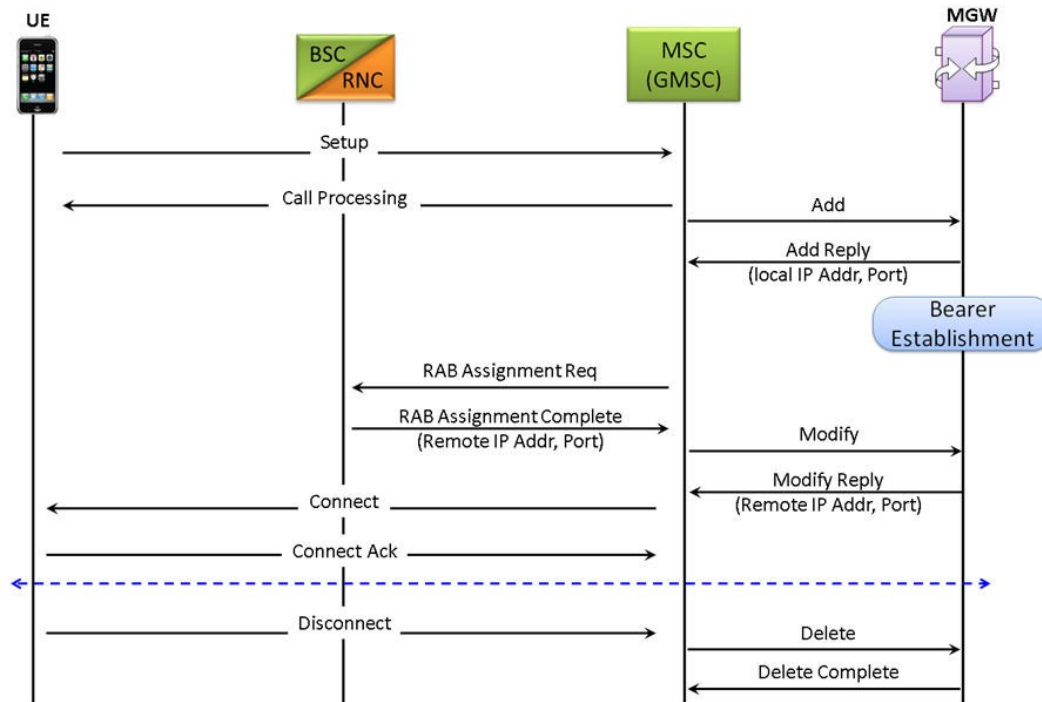 UE
BSC
RNC
MSC
(GMSC)
MGW
Setup
Call Processing
Add
Add Reply
(local IP Addr, Port)
Bearer
Establishment
RAB Assignment Req
RAB Assignment Complete
(Remote IP Addr, Port)
Modify
Modify Reply
(Remote IP Addr, Port)
Connect
Connect Ack
Disconnect
Delete
Delete Complete